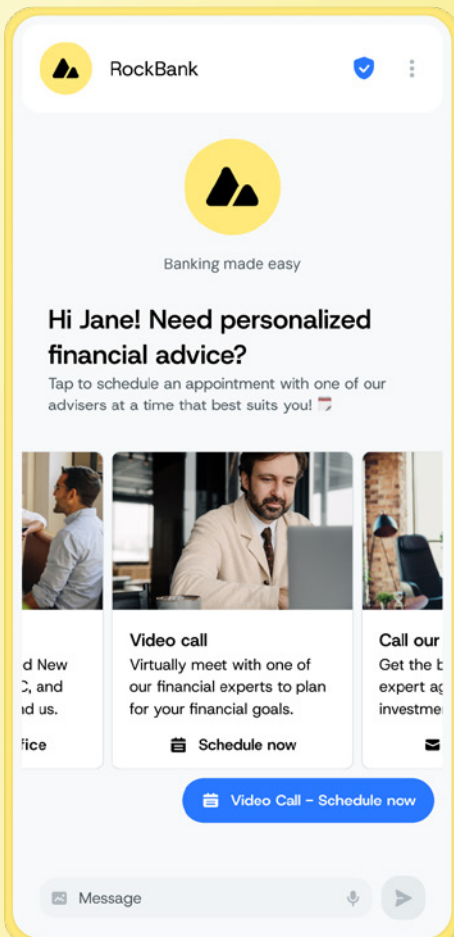 RockBank
Banking made easy
Hi Jane! Need personalized
financial advice?
Tap to schedule an appointment with one of our
advisers at a time that best suits you!
New
and
us.
Video call
Virtually meet with one of
our financial experts to plan
for your financial goals.
Schedule now
Call our
Get the
expert
Video Call – Schedule now
Message